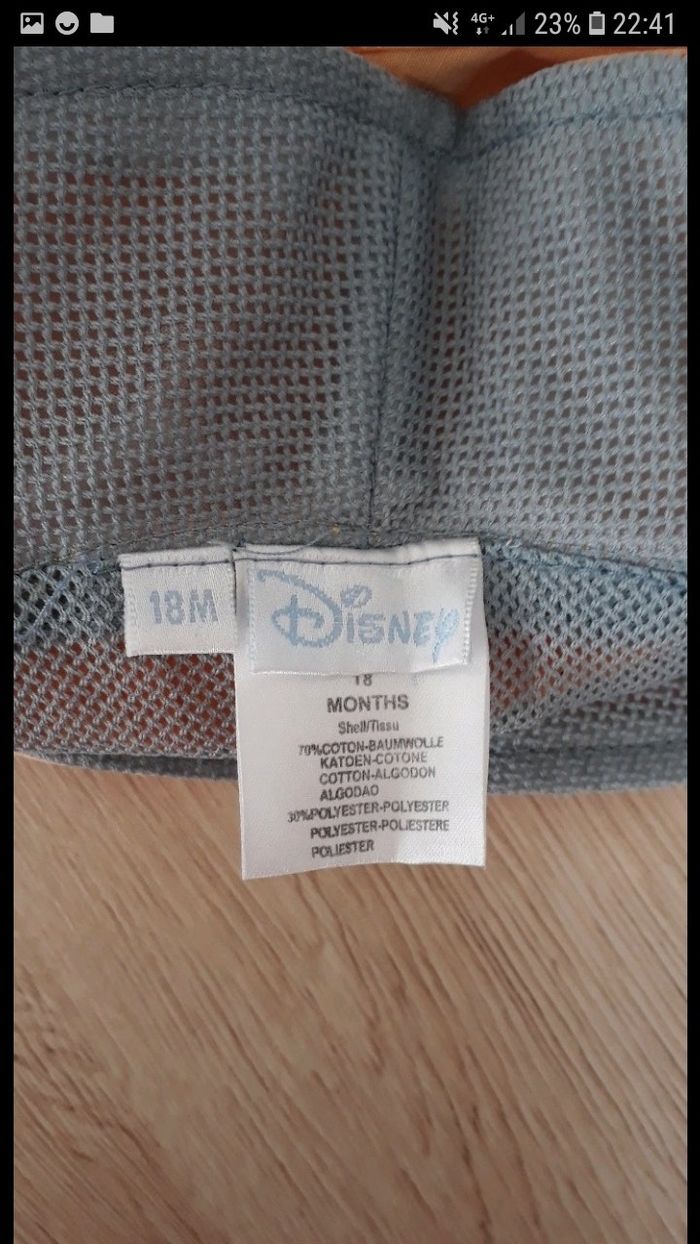 4G+ 23% 22:41
18M
DISNEY
18
MONTHS
Shell/Tissu
70%COTON-BAUMWOLLE
KATOEN-COTONE
COTTON-ALGODON
ALGODAO
30%POLYESTER-POLYESTER
POLYESTER-POLIESTERE
POLIESTER